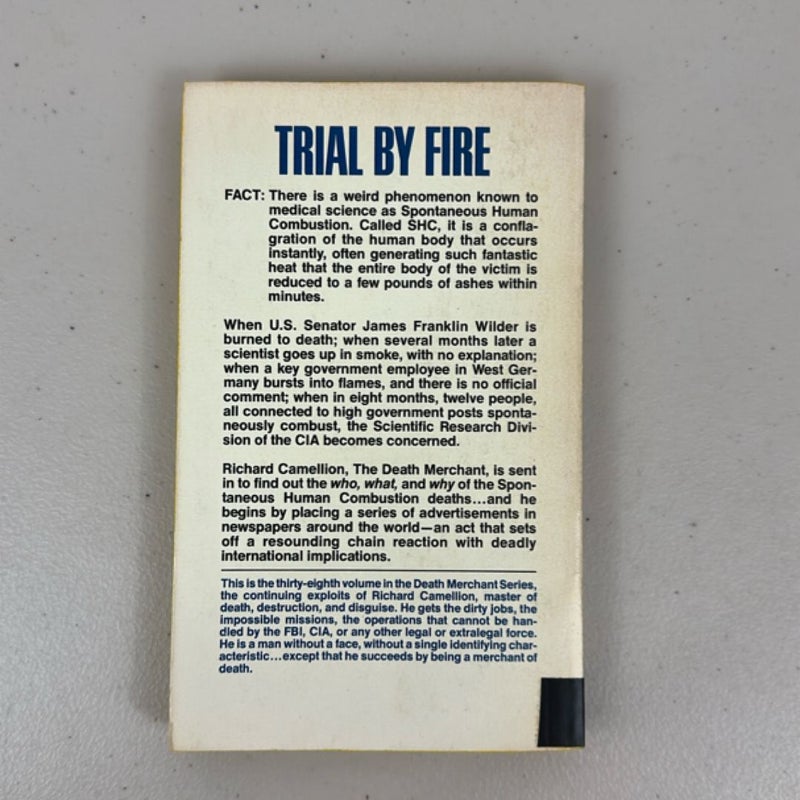 TRIAL BY FIRE
FACT: There is a weird phenomenon known to
medical science as Spontaneous Human
Combustion. Called SHC, it is a confla-
gration of the human body that occurs
instantly, often generating such fantastic
heat that the entire body of the victim is
reduced to a few pounds of ashes within
minutes.
When U.S. Senator James Franklin Wilder is
burned to death; when several months later a
scientist goes up in smoke, with no explanation;
when a key government employee in West Ger-
many bursts into flames, and there is no official
comment; when in eight months, twelve people,
all connected to high government posts sponta-
neously combust, the Scientific Research Divi-
sion of the CIA becomes concerned.
Richard Camellion, The Death Merchant, is sent
in to find out the who, what, and why of the Spon-
taneous Human Combustion deaths...and he
begins by placing a series of advertisements in
newspapers around the world—an act that sets
off a resounding chain reaction with deadly
international implications.
This is the thirty-eighth volume in the Death Merchant Series,
the continuing exploits of Richard Camellion, master of
death, destruction, and disguise. He gets the dirty jobs, the
impossible missions, the operations that cannot be han-
dled by the FBI, CIA, or any other legal or extralegal force.
He is a man without a face, without a single identifying char-
acteristic...except that he succeeds by being a merchant of
death.